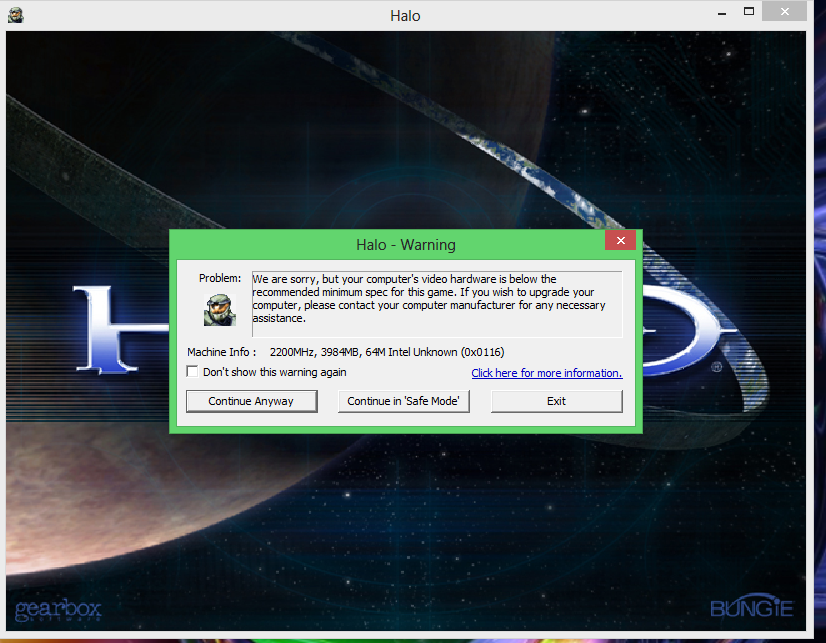 Halo
Halo - Warning
Problem:
We are sorry, but your computer's video hardware is below the
recommended minimum spec for this game. If you wish to upgrade your
computer, please contact your computer manufacturer for any necessary
assistance.
Machine Info : 2200MHz, 3984MB, 64M Intel Unknown (0x0116)
Don't show this warning again
Click here for more information.
Continue Anyway
Continue in 'Safe Mode'
Exit
H O ®
gearbox
software
BUNGIE